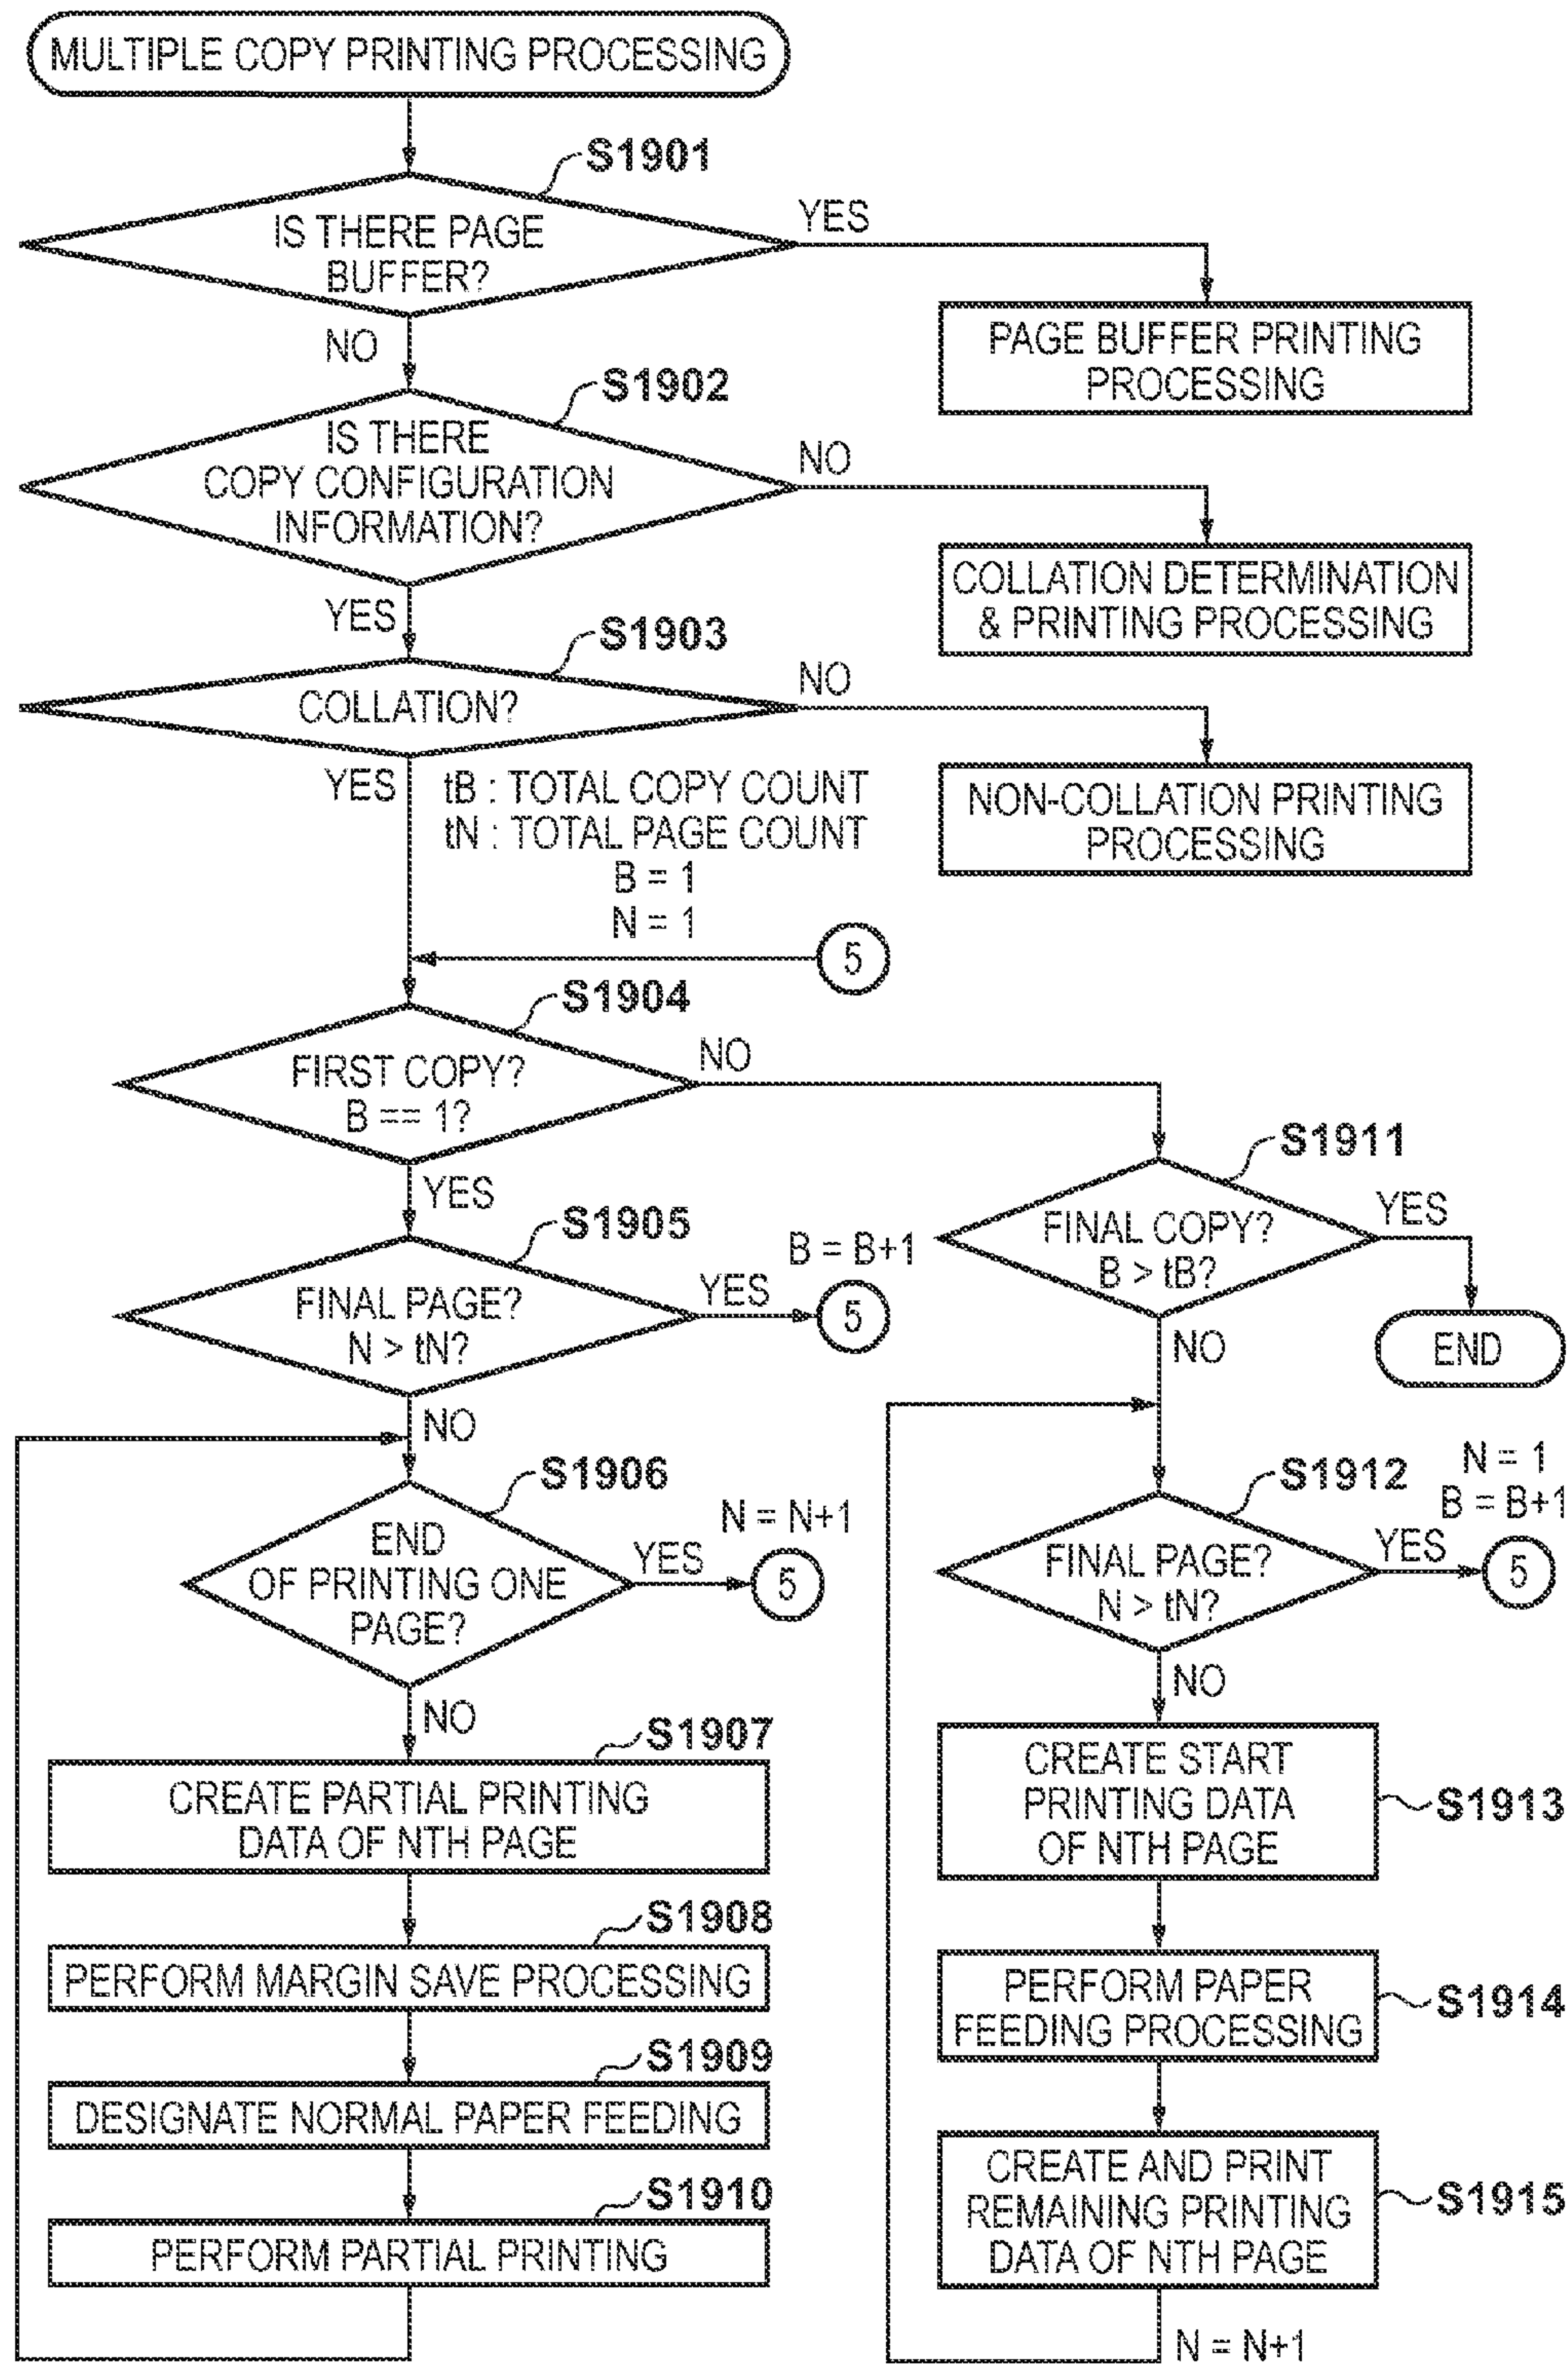 MULTIPLE COPY PRINTING PROCESSING
S1901
IS THERE PAGE
BUFFER?
YES
NO
PAGE BUFFER PRINTING
PROCESSING
S1902
IS THERE
COPY CONFIGURATION
INFORMATION?
NO
YES
COLLATION DETERMINATION
& PRINTING PROCESSING
S1903
COLLATION?
NO
YES
NON-COLLATION PRINTING
PROCESSING
tB : TOTAL COPY COUNT
tN : TOTAL PAGE COUNT
B = 1
N = 1
5
S1904
FIRST COPY?
B == 1?
NO
YES
S1905
FINAL PAGE?
N > tN?
YES
B = B+1
5
NO
S1906
END
OF PRINTING ONE
PAGE?
YES
N = N+1
5
NO
S1907
CREATE PARTIAL PRINTING
DATA OF NTH PAGE
S1908
PERFORM MARGIN SAVE PROCESSING
S1909
DESIGNATE NORMAL PAPER FEEDING
S1910
PERFORM PARTIAL PRINTING
S1911
FINAL COPY?
B > tB?
YES
END
NO
S1912
FINAL PAGE?
N > tN?
YES
N = 1
B = B+1
5
NO
CREATE START
PRINTING DATA
OF NTH PAGE
S1913
PERFORM PAPER
FEEDING PROCESSING
S1914
CREATE AND PRINT
REMAINING PRINTING
DATA OF NTH PAGE
S1915
N = N+1